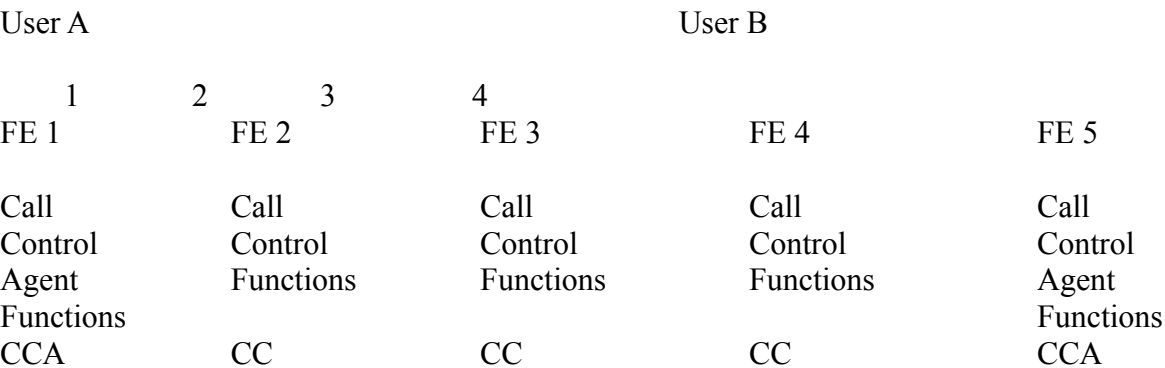 User A User B
1 2 3 4
FE 1 FE 2 FE 3 FE 4 FE 5
Call Call Call Call Call
Control Control Control Control Control
Agent Functions Functions Functions Agent
Functions Functions
CCA CC CC CC CCA